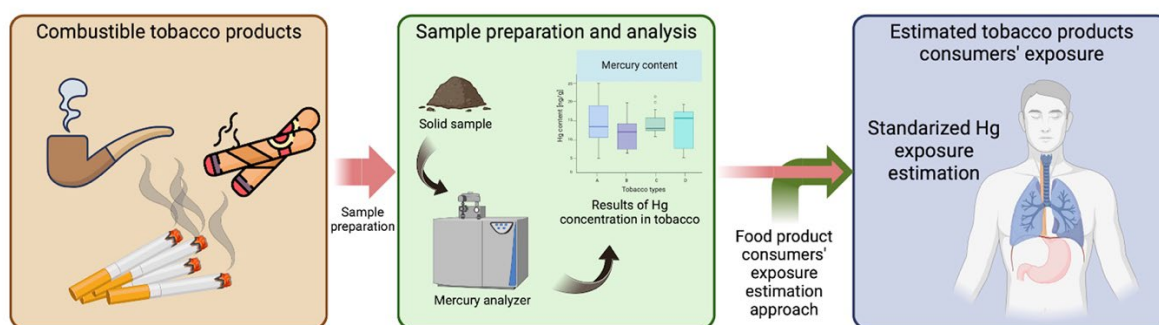 Combustible tobacco products
Sample
preparation
Sample preparation and analysis
Solid sample
Mercury analyzer
Mercury content
Hg content [ng/g]
A B C D
Tobacco types
Results of Hg
concentration in tobacco
Food product
consumers'
exposure
estimation
approach
Estimated tobacco products
consumers' exposure
Standarized Hg
exposure
estimation